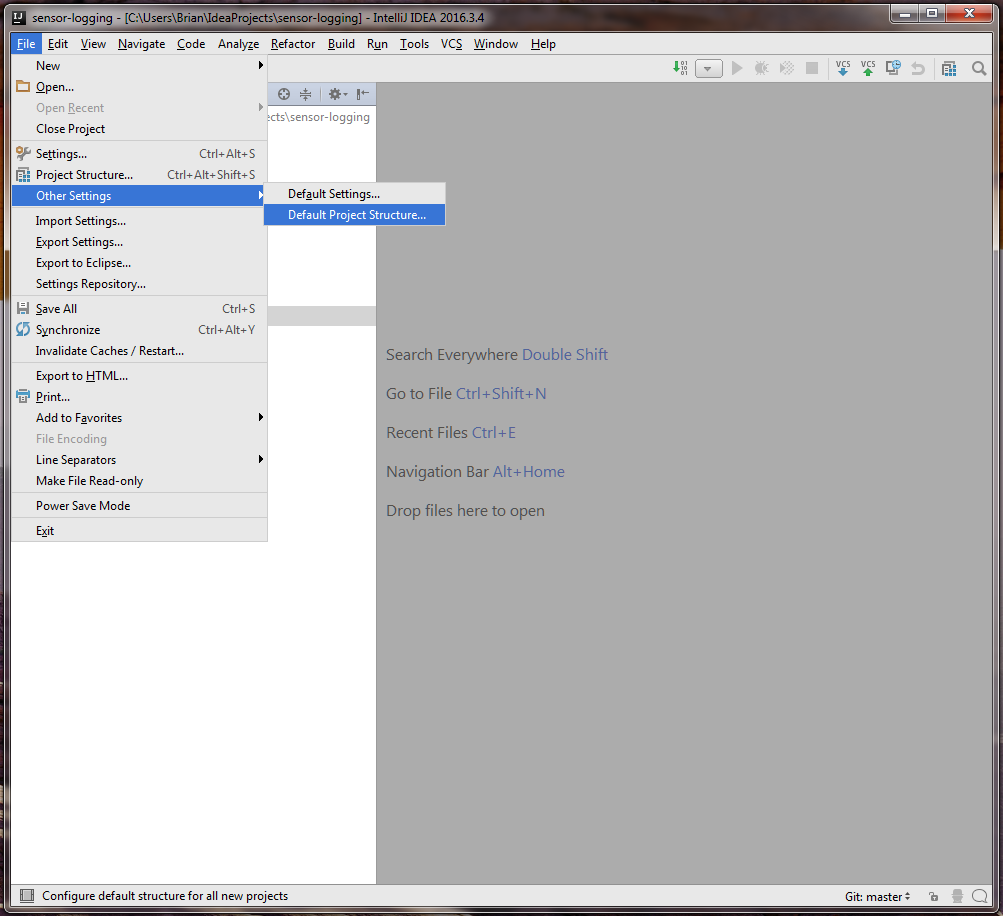 sensor-logging - [C:\Users\Brian\IdeaProjects\sensor-logging] - IntelliJ IDEA 2016.3.4
File Edit View Navigate Code Analyze Refactor Build Run Tools VCS Window Help
VCS VCS
New
Open...
Open Recent
Close Project
Settings... Ctrl+Alt+S
Project Structure... Ctrl+Alt+Shift+S
Other Settings
Import Settings...
Export Settings...
Export to Eclipse...
Settings Repository...
Save All Ctrl+S
Synchronize Ctrl+Alt+Y
Invalidate Caches / Restart...
Export to HTML...
Print...
Add to Favorites
File Encoding
Line Separators
Make File Read-only
Power Save Mode
Exit
ects\sensor-logging
Default Settings...
Default Project Structure...
Search Everywhere Double Shift
Go to File Ctrl+Shift+N
Recent Files Ctrl+E
Navigation Bar Alt+Home
Drop files here to open
Configure default structure for all new projects
Git: master